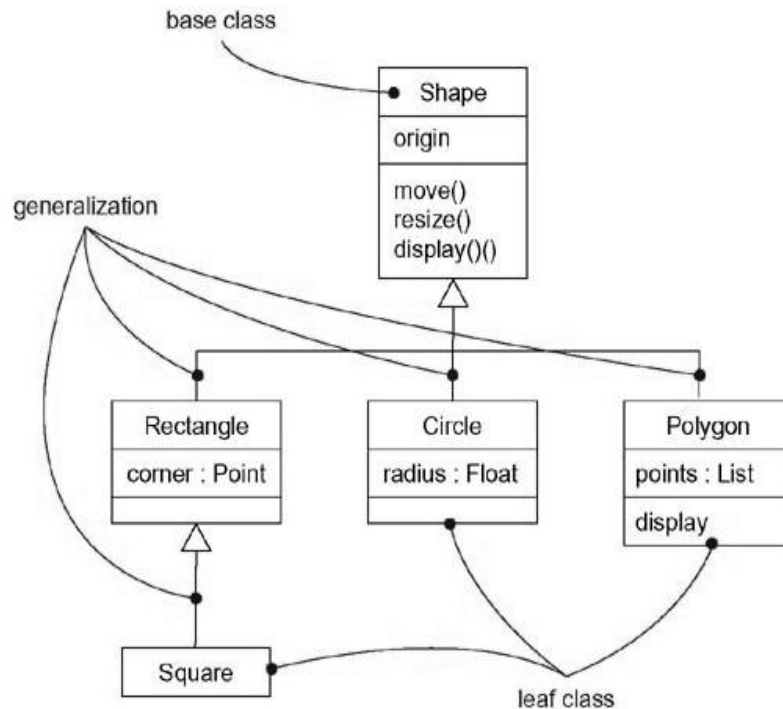 base class
Shape
origin
move()
resize()
display()()
generalization
Rectangle
corner : Point
Circle
radius : Float
Polygon
points : List
display
Square
leaf class